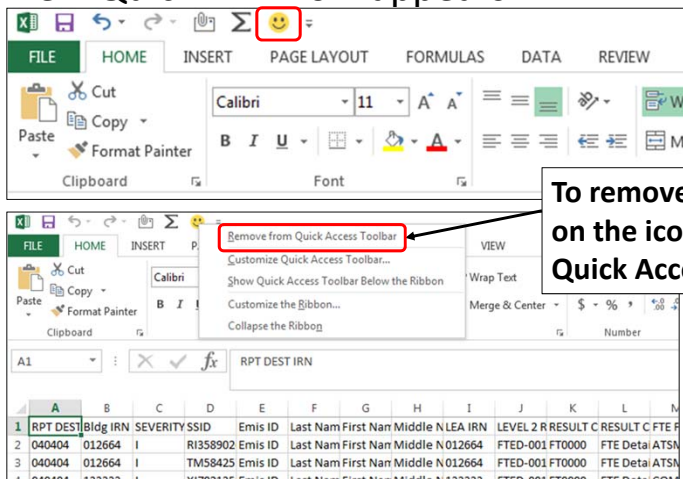 FILE HOME INSERT PAGE LAYOUT FORMULAS DATA REVIEW
Cut
Copy
Format Painter
Paste
Clipboard
Calibri 11
B I U
Font
To remove
on the ico
Quick Acce
Remove from Quick Access Toolbar
Customize Quick Access Toolbar...
Show Quick Access Toolbar Below the Ribbon
Customize the Ribbon...
Collapse the Ribbon
FILE HOME INSERT P VIEW
Cut
Copy
Format Painter
Paste
Clipboard
Calibri
B I
Wrap Text
Merge & Center
$ % ,
Number
A1 fx RPT DEST IRN
A B C D E F G H I J K L
1 RPT DEST Bldg IRN SEVERITY SSID Emis ID Last Nam First Nam Middle N LEA IRN LEVEL 2 R RESULT C RESULT C FTE F
2 040404 012664 I RI358902 Emis ID Last Nam First Nam Middle N 012664 FTED-001 FT0000 FTE Detai ATSM
3 040404 012664 I TM58425 Emis ID Last Nam First Nam Middle N 012664 FTED-001 FT0000 FTE Detai ATSM